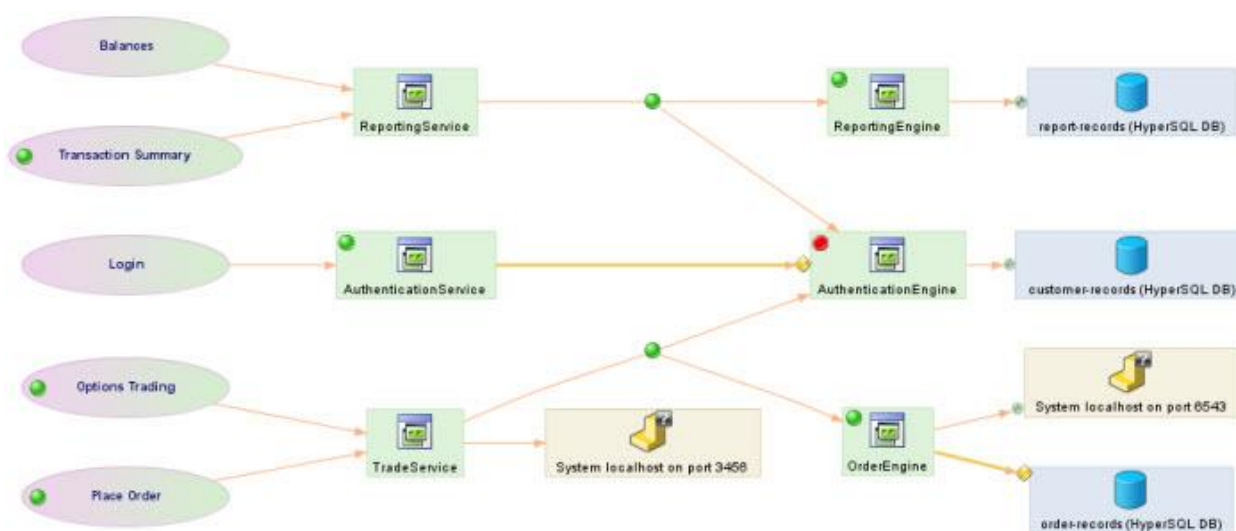 Balances
ReportingService
ReportingEngine
report-records (HyperSQL DB)
Transaction Summary
Login
AuthenticationService
AuthenticationEngine
customer-records (HyperSQL DB)
Options Trading
System localhost on port 6543
TradeService
System localhost on port 3456
OrderEngine
Place Order
order-records (HyperSQL DB)